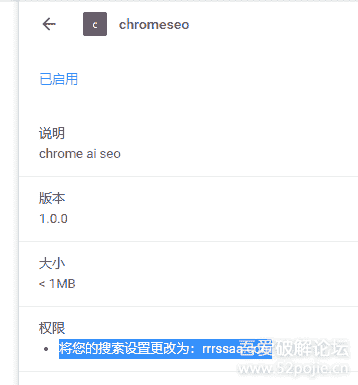 chromeseo
已启用
说明
chrome ai seo
版本
1.0.0
大小
< 1MB
权限
将您的搜索设置更改为：rrrssaa
吾爱破解论坛
www.52pojie.cn